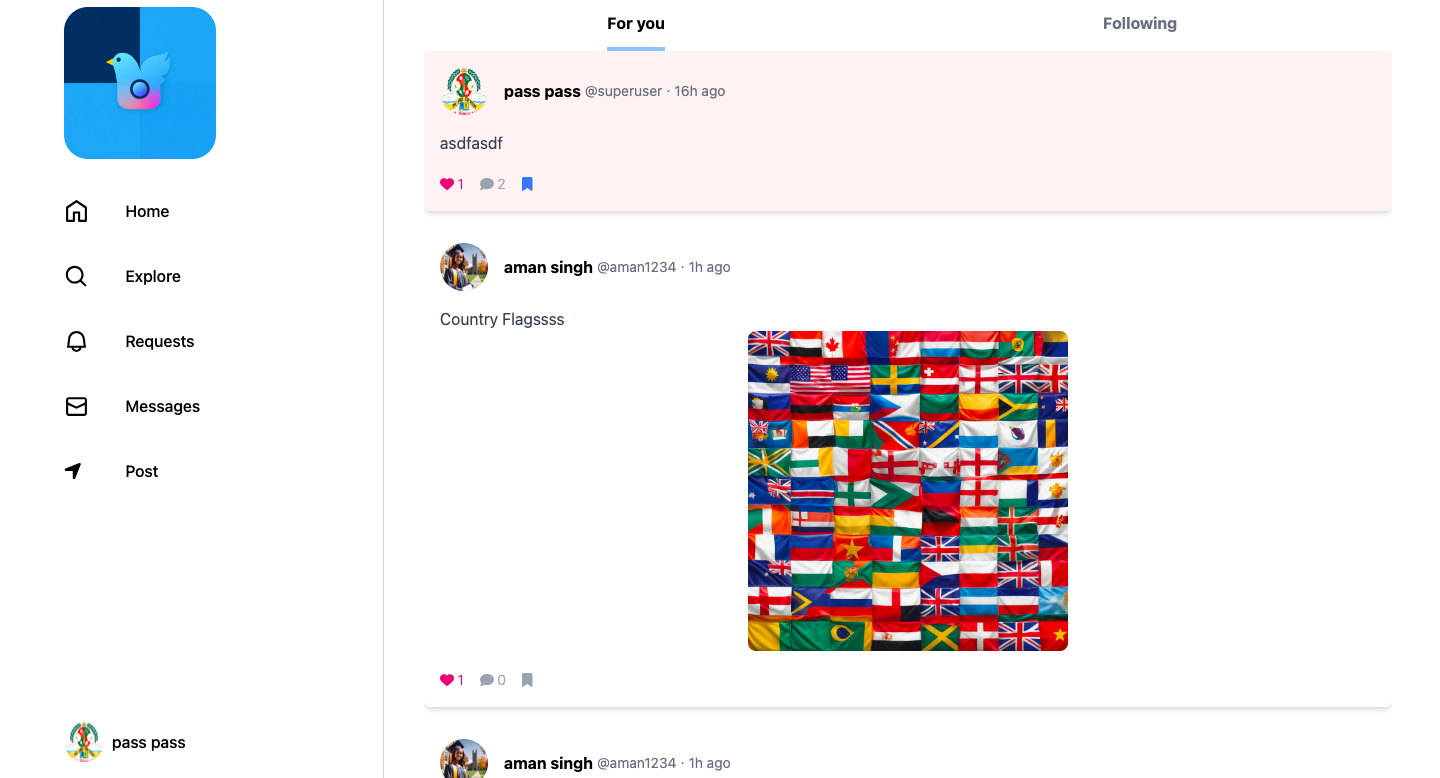 For you
Following
pass pass @superuser · 16h ago
asdfasdf
1 2
Home
Explore
Requests
Messages
Post
aman singh @aman1234 · 1h ago
Country Flagssss
1 0
pass pass
aman singh @aman1234 · 1h ago